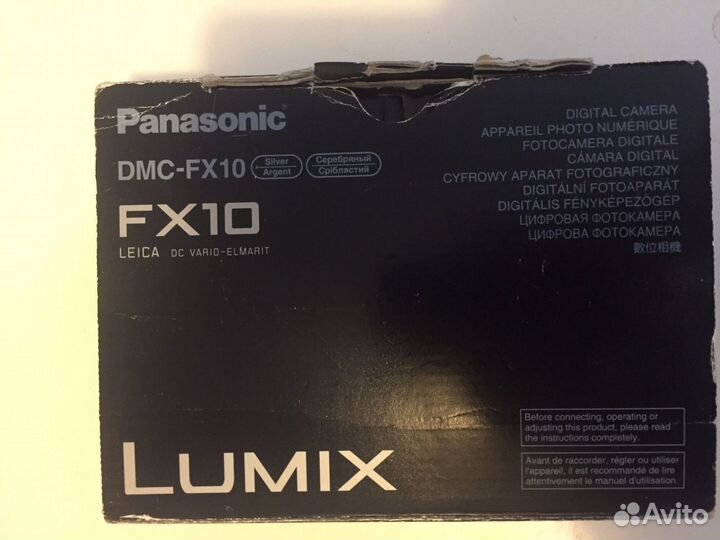 Panasonic
DMC-FX10
Silver
Argent
Серебряный
Сріблястий
FX10
LEICA DC VARIO-ELMARIT
DIGITAL CAMERA
APPAREIL PHOTO NUMÉRIQUE
FOTOCAMERA DIGITALE
CÁMARA DIGITAL
CYFROWY APARAT FOTOGRAFICZNY
DIGITÁLNÍ FOTOAPARÁT
DIGITÁLIS FÉNYKÉPEZŐGÉP
ЦИФРОВАЯ ФОТОКАМЕРА
ЦИФРОВА ФОТОКАМЕРА
數位相機
LUMIX
Before connecting, operating or
adjusting this product, please read
the instructions completely.
Avant de raccorder, régler ou utiliser
l'appareil, il est recommandé de lire
attentivement le manuel d'utilisation.
Avito